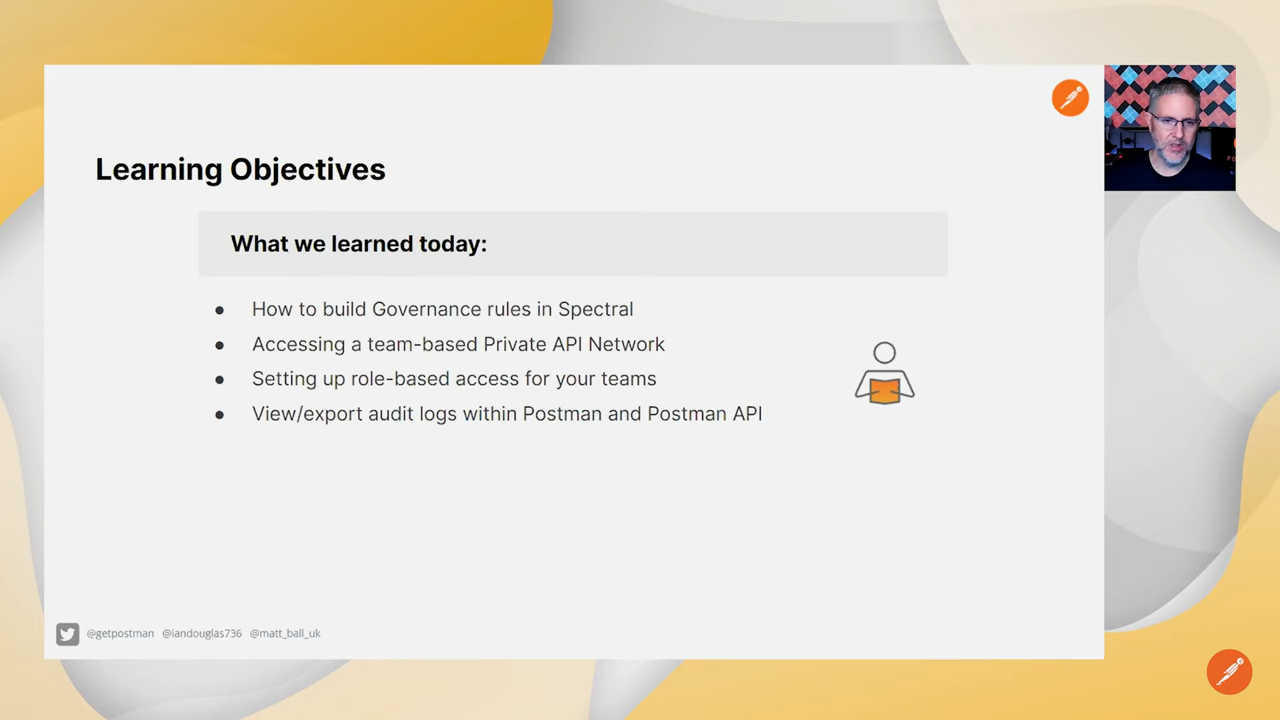 Learning Objectives
What we learned today:
● How to build Governance rules in Spectral
● Accessing a team-based Private API Network
● Setting up role-based access for your teams
● View/export audit logs within Postman and Postman API
@getpostman @iandouglas736 @matt_ball_uk